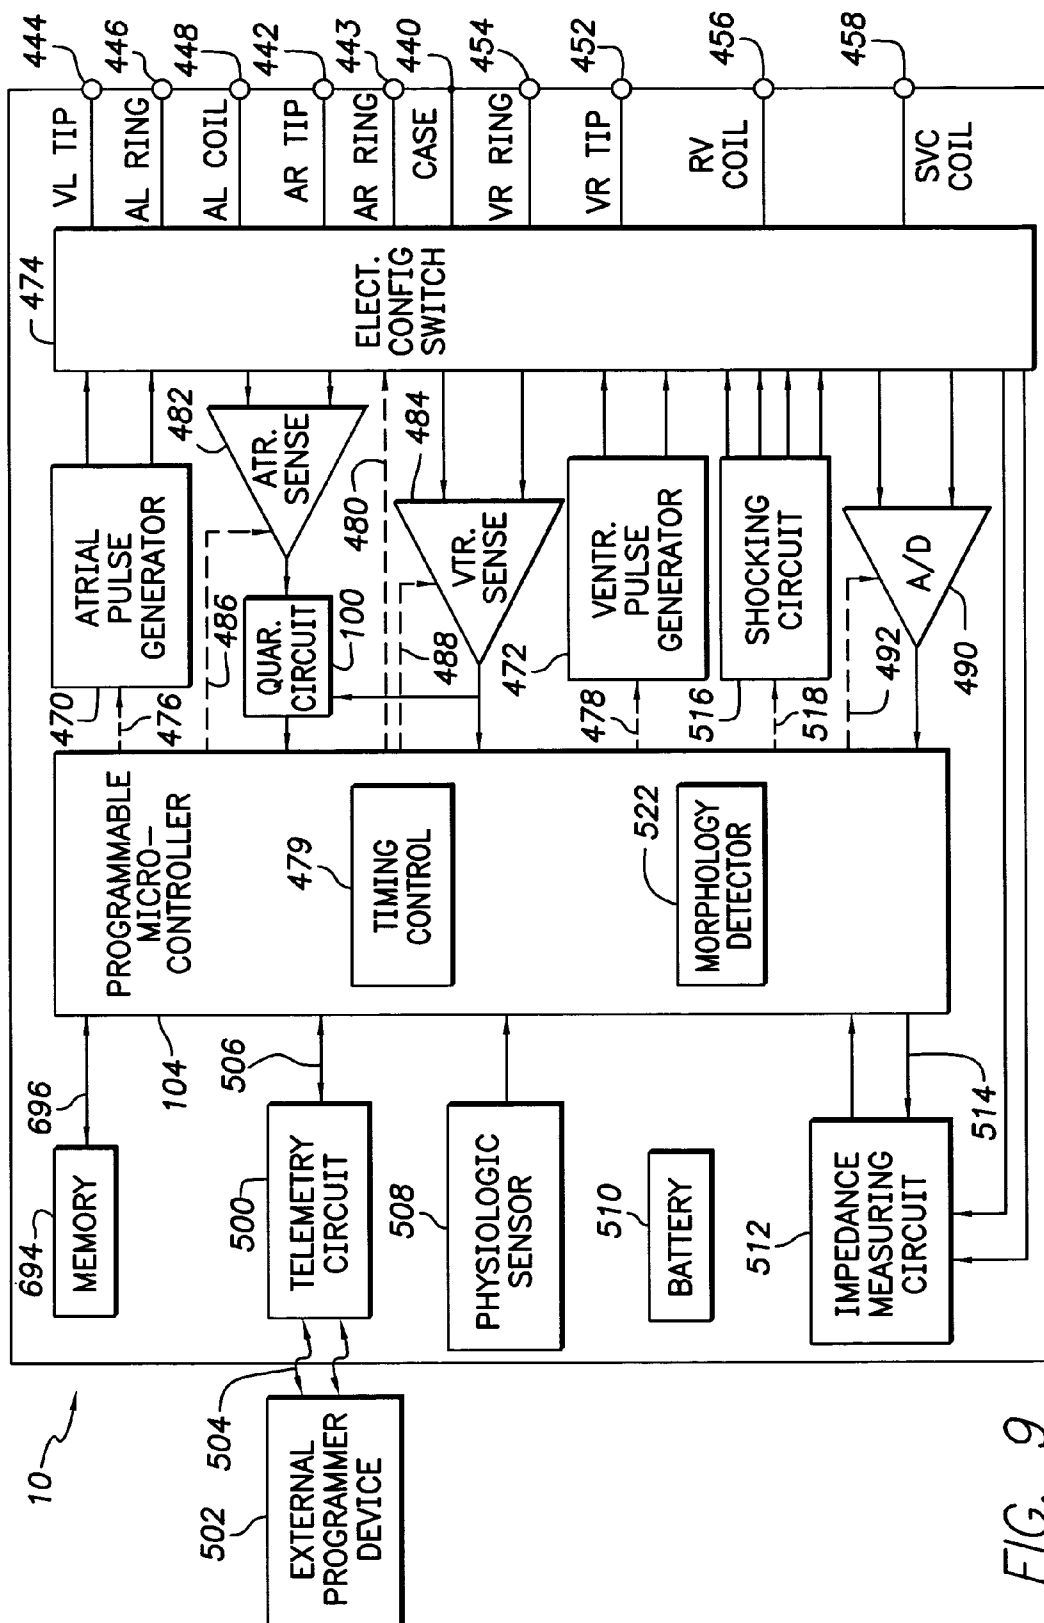 444
446
448
442
443
440
454
452
456
458
VL TIP
AL RING
AL COIL
AR TIP
AR RING
CASE
VR RING
VR TIP
RV
COIL
SVC
COIL
474
ELECT.
CONFIG
SWITCH
482
484
ATRIAL
PULSE
GENERATOR
ATR.
SENSE
480
VTR.
SENSE
VENTR.
PULSE
GENERATOR
SHOCKING
CIRCUIT
A/D
486
QUAR.
CIRCUIT
100
488
472
492
490
470
476
478
516
518
PROGRAMMABLE
MICRO-
CONTROLLER
479
TIMING
CONTROL
522
MORPHOLOGY
DETECTOR
696
104
506
514
694
MEMORY
500
TELEMETRY
CIRCUIT
508
PHYSIOLOGIC
SENSOR
510
BATTERY
512
IMPEDANCE
MEASURING
CIRCUIT
10
504
502
EXTERNAL
PROGRAMMER
DEVICE
FIG. 9